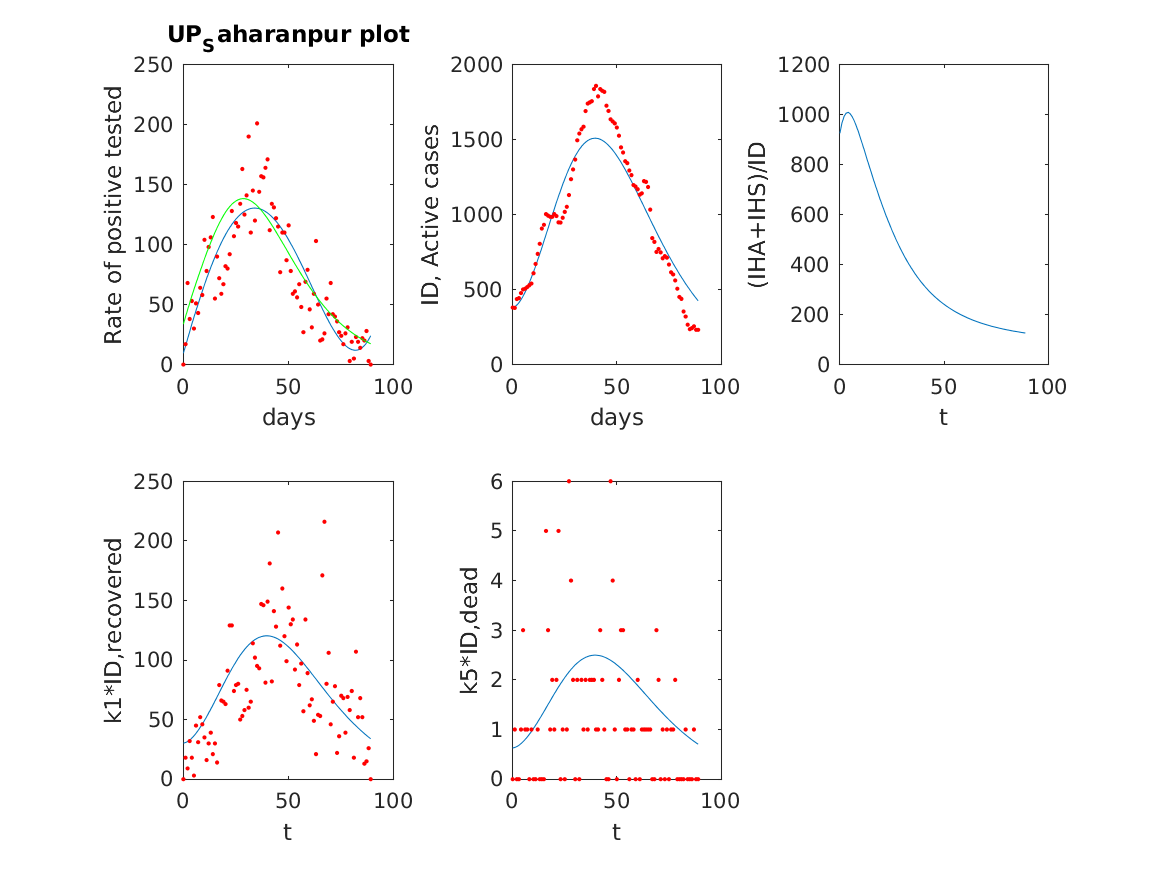 UP_Saharanpur plot
250
200
150
100
50
0
Rate of positive tested
0 50 100
days
2000
1500
1000
500
0
ID, Active cases
0 50 100
days
1200
1000
800
600
400
200
0
(IHA+IHS)/ID
0 50 100
t
250
200
150
100
50
0
k1*ID,recovered
0 50 100
t
6
5
4
3
2
1
0
k5*ID,dead
0 50 100
t